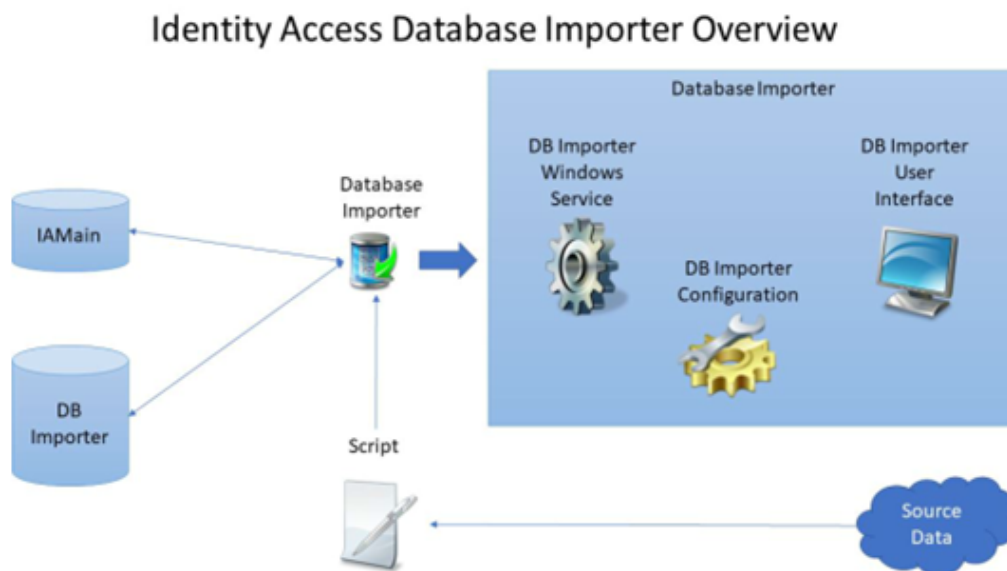 Identity Access Database Importer Overview
Database Importer
DB Importer
Windows
Service
DB Importer
User
Interface
Database
Importer
IAMain
DB Importer
Configuration
DB
Importer
Script
Source
Data